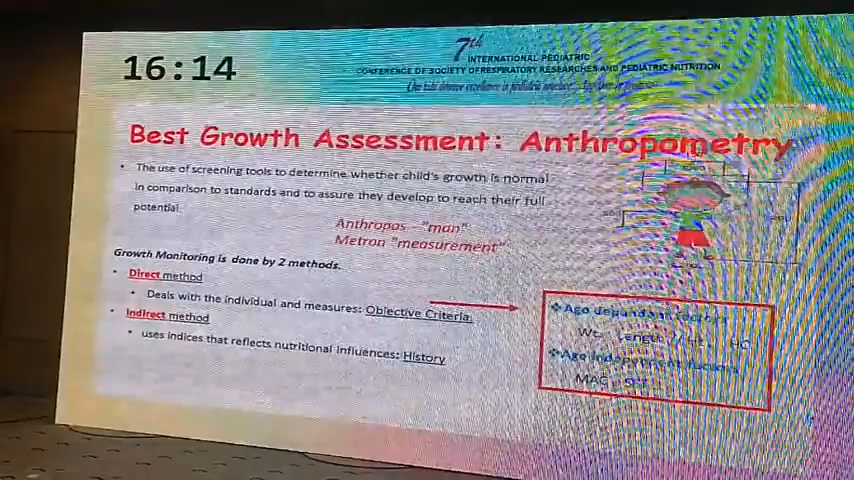 16:14
7th
INTERNATIONAL PEDIATRIC
CONFERENCE OF SOCIETY OF RESPIRATORY RESEARCHES AND PEDIATRIC NUTRITION
Best Growth Assessment: Anthropometry
• The use of screening tools to determine whether child's growth is normal
in comparison to standards and to assure they develop to reach their full
potential.
Anthropos - "man"
Metron "measurement"
Growth Monitoring is done by 2 methods.
• Direct method
• Deals with the individual and measures: Objective Criteria.
• Indirect method
• uses indices that reflects nutritional influences: History
❖Age dependant factors
Wt, Length // Ht, HC
❖Age independent factors
MAC, SFT